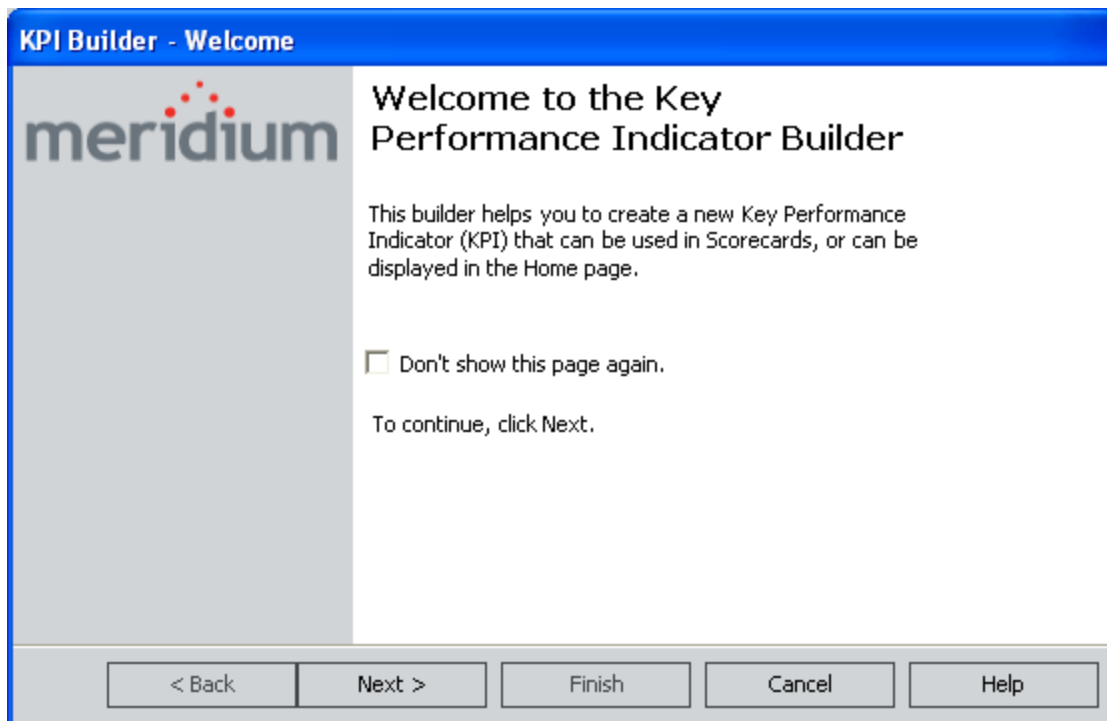 KPI Builder - Welcome
meridium
Welcome to the Key
Performance Indicator Builder
This builder helps you to create a new Key Performance
Indicator (KPI) that can be used in Scorecards, or can be
displayed in the Home page.
Don't show this page again.
To continue, click Next.
< Back Next > Finish Cancel Help